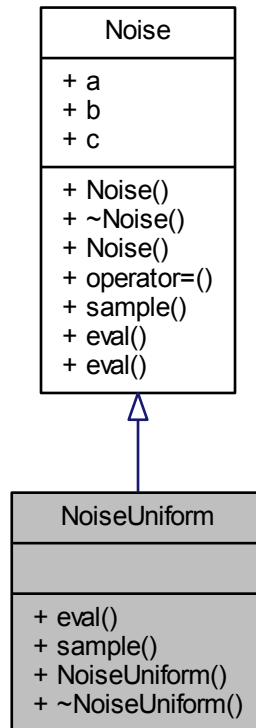 Noise
+ a
+ b
+ c
+ Noise()
+ ~Noise()
+ Noise()
+ operator=()
+ sample()
+ eval()
+ eval()
NoiseUniform
+ eval()
+ sample()
+ NoiseUniform()
+ ~NoiseUniform()